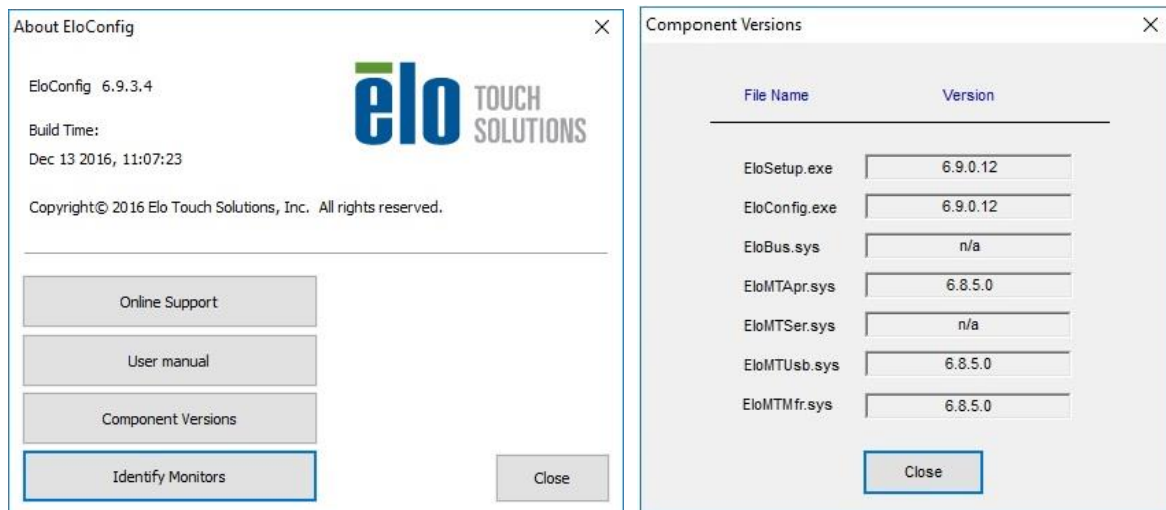 About EloConfig
EloConfig 6.9.3.4
Build Time:
Dec 13 2016, 11:07:23
Copyright© 2016 Elo Touch Solutions, Inc. All rights reserved.
ēlo TOUCH SOLUTIONS
Online Support
User manual
Component Versions
Identify Monitors
Close
Component Versions
File Name Version
EloSetup.exe 6.9.0.12
EloConfig.exe 6.9.0.12
EloBus.sys n/a
EloMTApr.sys 6.8.5.0
EloMTSer.sys n/a
EloMTUsb.sys 6.8.5.0
EloMTMfr.sys 6.8.5.0
Close